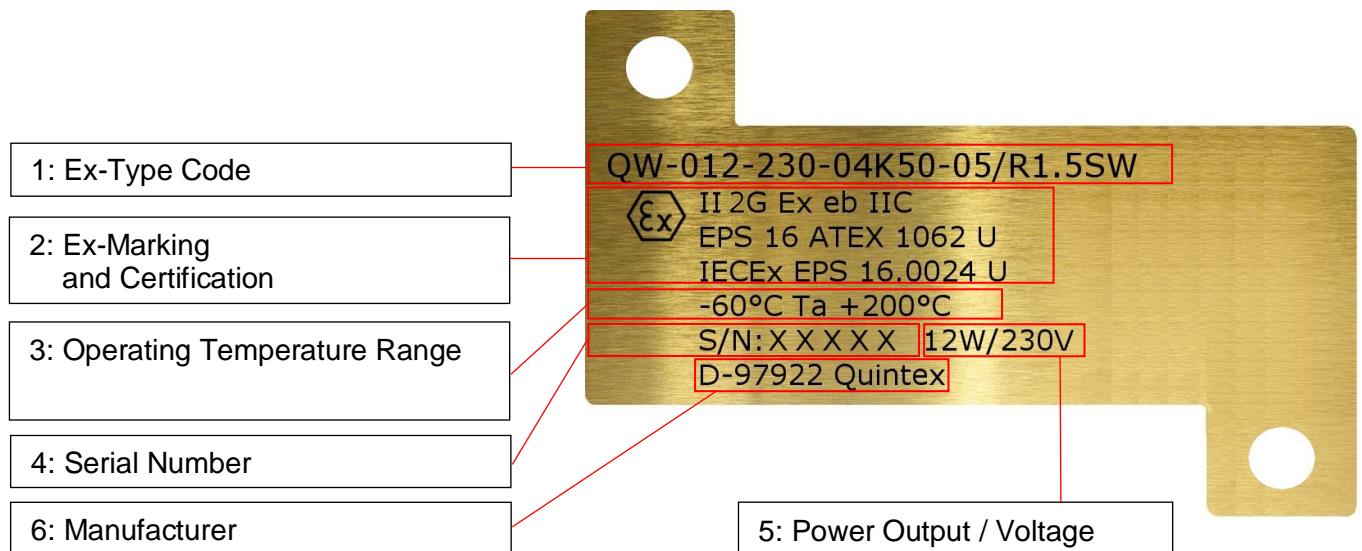 1: Ex-Type Code
2: Ex-Marking
and Certification
3: Operating Temperature Range
4: Serial Number
6: Manufacturer
QW-012-230-04K50-05/R1.5SW
Ex II 2G Ex eb IIC
EPS 16 ATEX 1062 U
IECEx EPS 16.0024 U
-60°C Ta +200°C
S/N: X X X X X 12W/230V
D-97922 Quintex
5: Power Output / Voltage